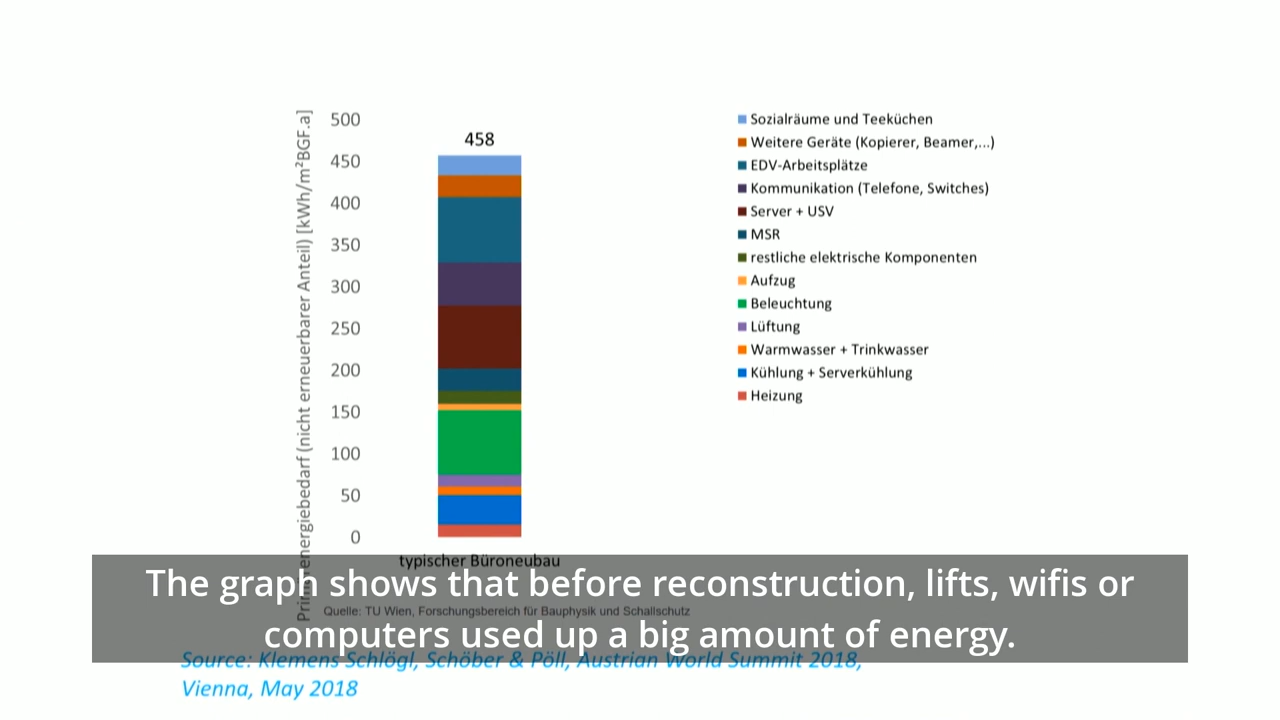 Primärenergiebedarf (nicht erneuerbarer Anteil) [kWh/m²BGF.a]
500
450
400
350
300
250
200
150
100
50
0
458
typischer Büroneubau
Sozialräume und Teeküchen
Weitere Geräte (Kopierer, Beamer,...)
EDV-Arbeitsplätze
Kommunikation (Telefone, Switches)
Server + USV
MSR
restliche elektrische Komponenten
Aufzug
Beleuchtung
Lüftung
Warmwasser + Trinkwasser
Kühlung + Serverkühlung
Heizung
Quelle: TU Wien, Forschungsbereich für Bauphysik und Schallschutz
The graph shows that before reconstruction, lifts, wifis or
computers used up a big amount of energy.
Source: Klemens Schlögl, Schöber & Pöll, Austrian World Summit 2018,
Vienna, May 2018